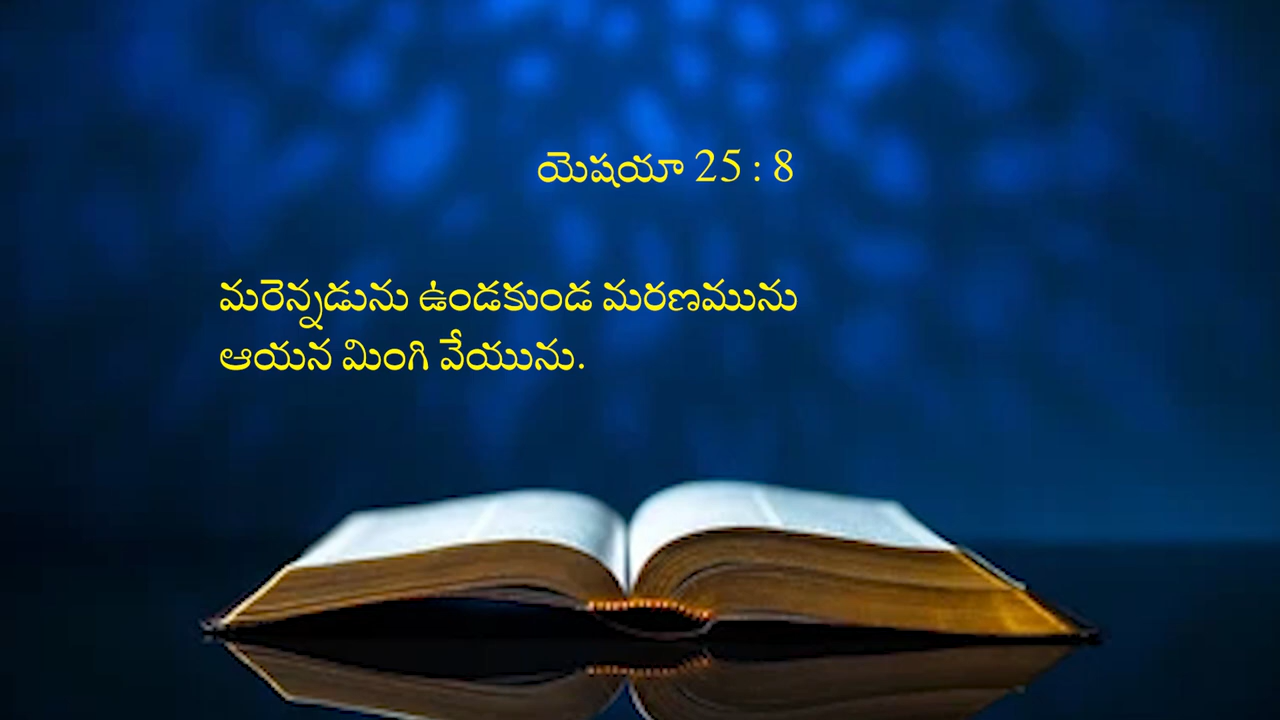 యెషయా 25 : 8
మరెన్నడును ఉండకుండ మరణమును
ఆయన మింగి వేయును.